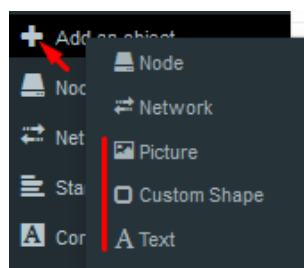 Add an object
Node
Network
Picture
Custom Shape
Text